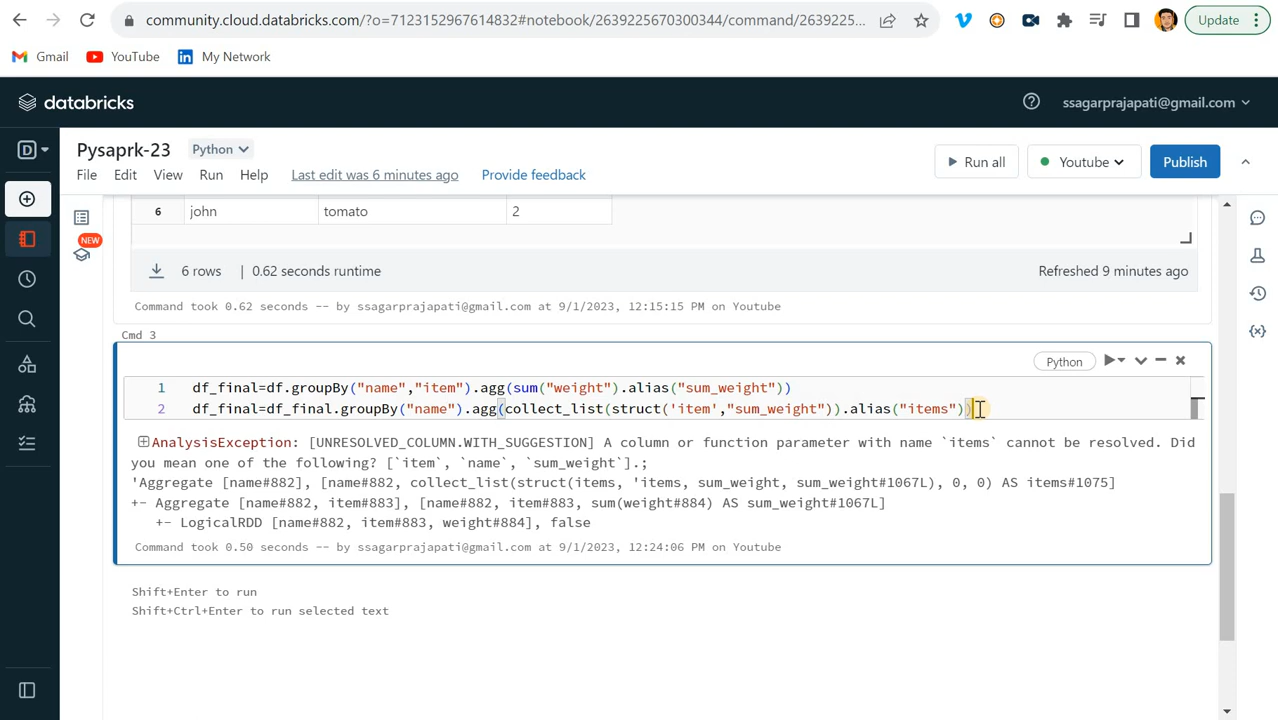 community.cloud.databricks.com/?o=7123152967614832#notebook/2639225670300344/command/263922...
Update
Gmail
YouTube
My Network
databricks
ssagarprajapati@gmail.com
D
Pysaprk-23
Python
File
Edit
View
Run
Help
Last edit was 6 minutes ago
Provide feedback
Run all
Youtube
Publish
NEW
6 john tomato 2
6 rows | 0.62 seconds runtime
Refreshed 9 minutes ago
Command took 0.62 seconds -- by ssagarprajapati@gmail.com at 9/1/2023, 12:15:15 PM on Youtube
Cmd 3
Python
1 df_final=df.groupBy("name","item").agg(sum("weight").alias("sum_weight"))
2 df_final=df_final.groupBy("name").agg(collect_list(struct('item',"sum_weight")).alias("items"))
AnalysisException: [UNRESOLVED_COLUMN.WITH_SUGGESTION] A column or function parameter with name `items` cannot be resolved. Did
you mean one of the following? [`item`, `name`, `sum_weight`].;
'Aggregate [name#882], [name#882, collect_list(struct(items, 'items, sum_weight, sum_weight#1067L), 0, 0) AS items#1075]
+- Aggregate [name#882, item#883], [name#882, item#883, sum(weight#884) AS sum_weight#1067L]
+- LogicalRDD [name#882, item#883, weight#884], false
Command took 0.50 seconds -- by ssagarprajapati@gmail.com at 9/1/2023, 12:24:06 PM on Youtube
Shift+Enter to run
Shift+Ctrl+Enter to run selected text